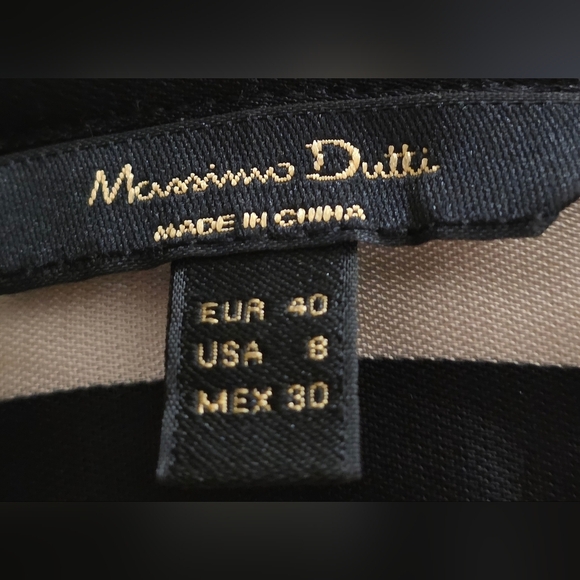 Massimo Dutti
MADE IN CHINA
EUR 40
USA 8
MEX 30